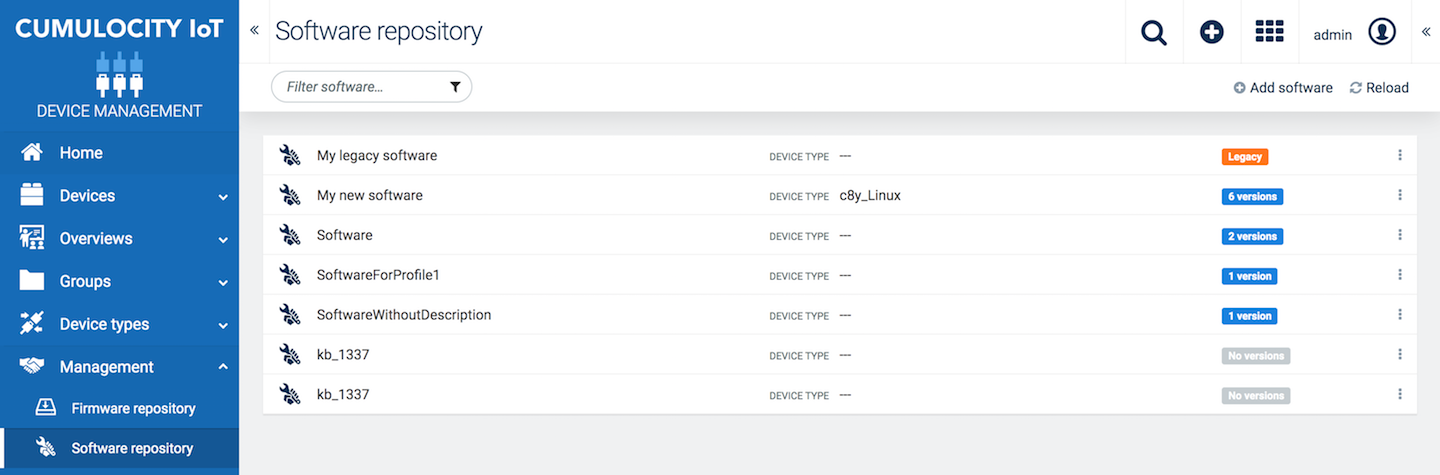 CUMULOCITY IoT
DEVICE MANAGEMENT
Home
Devices
Overviews
Groups
Device types
Management
Firmware repository
Software repository
« Software repository admin «
Filter software... Add software Reload
My legacy software DEVICE TYPE --- Legacy
My new software DEVICE TYPE c8y_Linux 6 versions
Software DEVICE TYPE --- 2 versions
SoftwareForProfile1 DEVICE TYPE --- 1 version
SoftwareWithoutDescription DEVICE TYPE --- 1 version
kb_1337 DEVICE TYPE --- No versions
kb_1337 DEVICE TYPE --- No versions